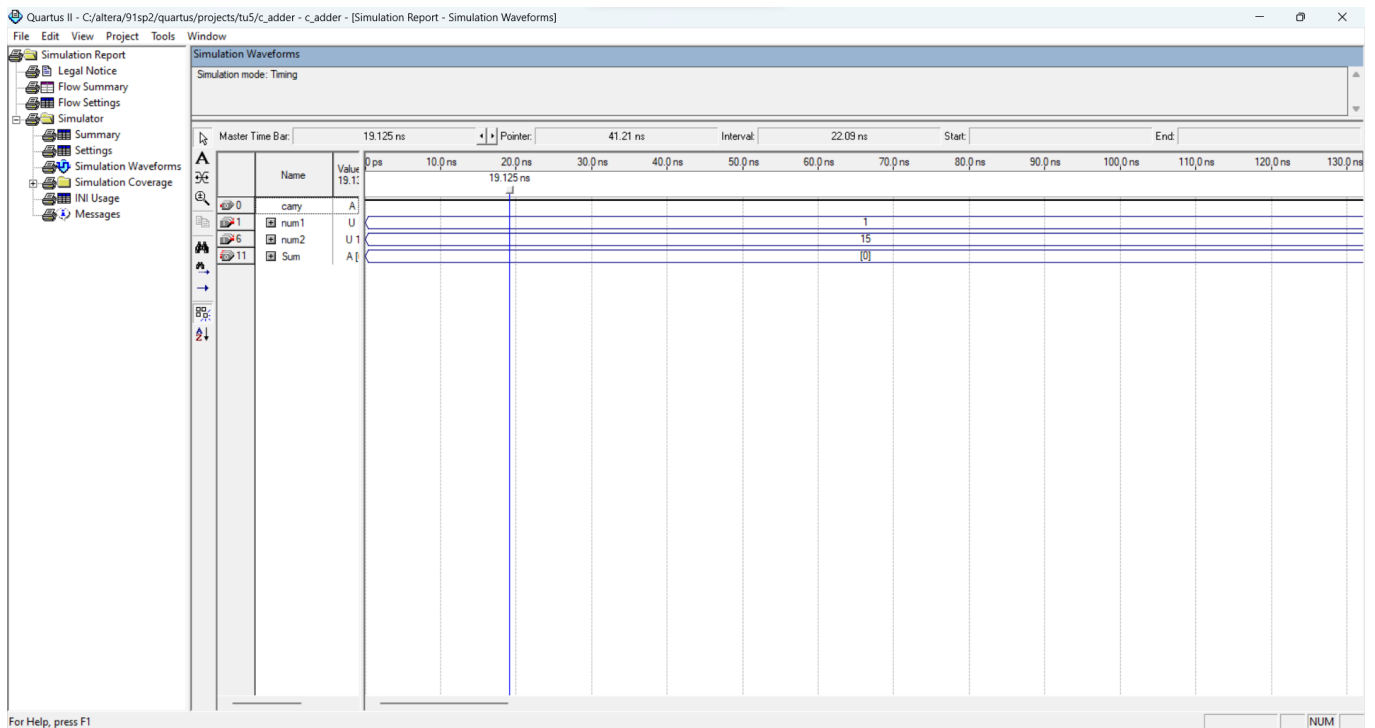 Quartus II - C:/altera/91sp2/quartus/projects/tu5/c_adder - c_adder - [Simulation Report - Simulation Waveforms]
File Edit View Project Tools Window
Simulation Report
Legal Notice
Flow Summary
Flow Settings
Simulator
Summary
Settings
Simulation Waveforms
Simulation Coverage
INI Usage
Messages
Simulation Waveforms
Simulation mode: Timing
Master Time Bar: 19.125 ns Pointer: 41.21 ns Interval: 22.09 ns Start: End:
Name Value 0 ps 10.0 ns 20.0 ns 30.0 ns 40.0 ns 50.0 ns 60.0 ns 70.0 ns 80.0 ns 90.0 ns 100.0 ns 110.0 ns 120.0 ns 130.0 ns
19.125 ns
0 carry A
1 num1 U 1
6 num2 U 1 15
11 Sum A [ [0]
For Help, press F1
NUM